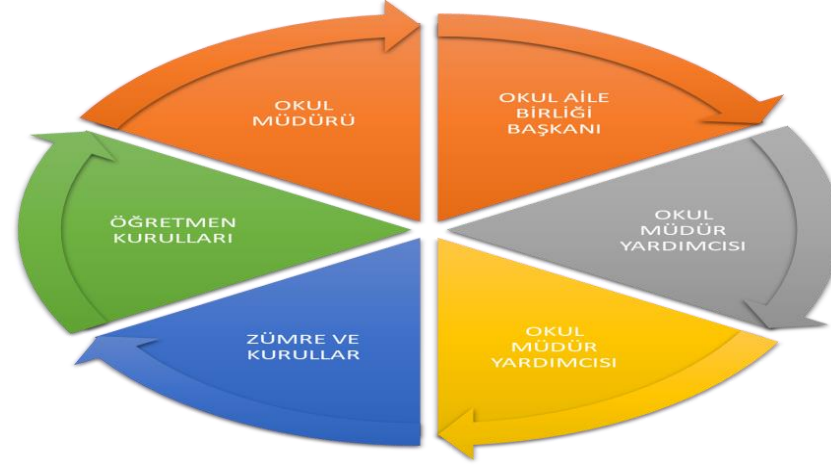 OKUL
MÜDÜRÜ
OKUL AİLE
BİRLİĞİ
BAŞKANI
OKUL
MÜDÜR
YARDIMCISI
OKUL
MÜDÜR
YARDIMCISI
ZÜMRE VE
KURULLAR
ÖĞRETMEN
KURULLARI